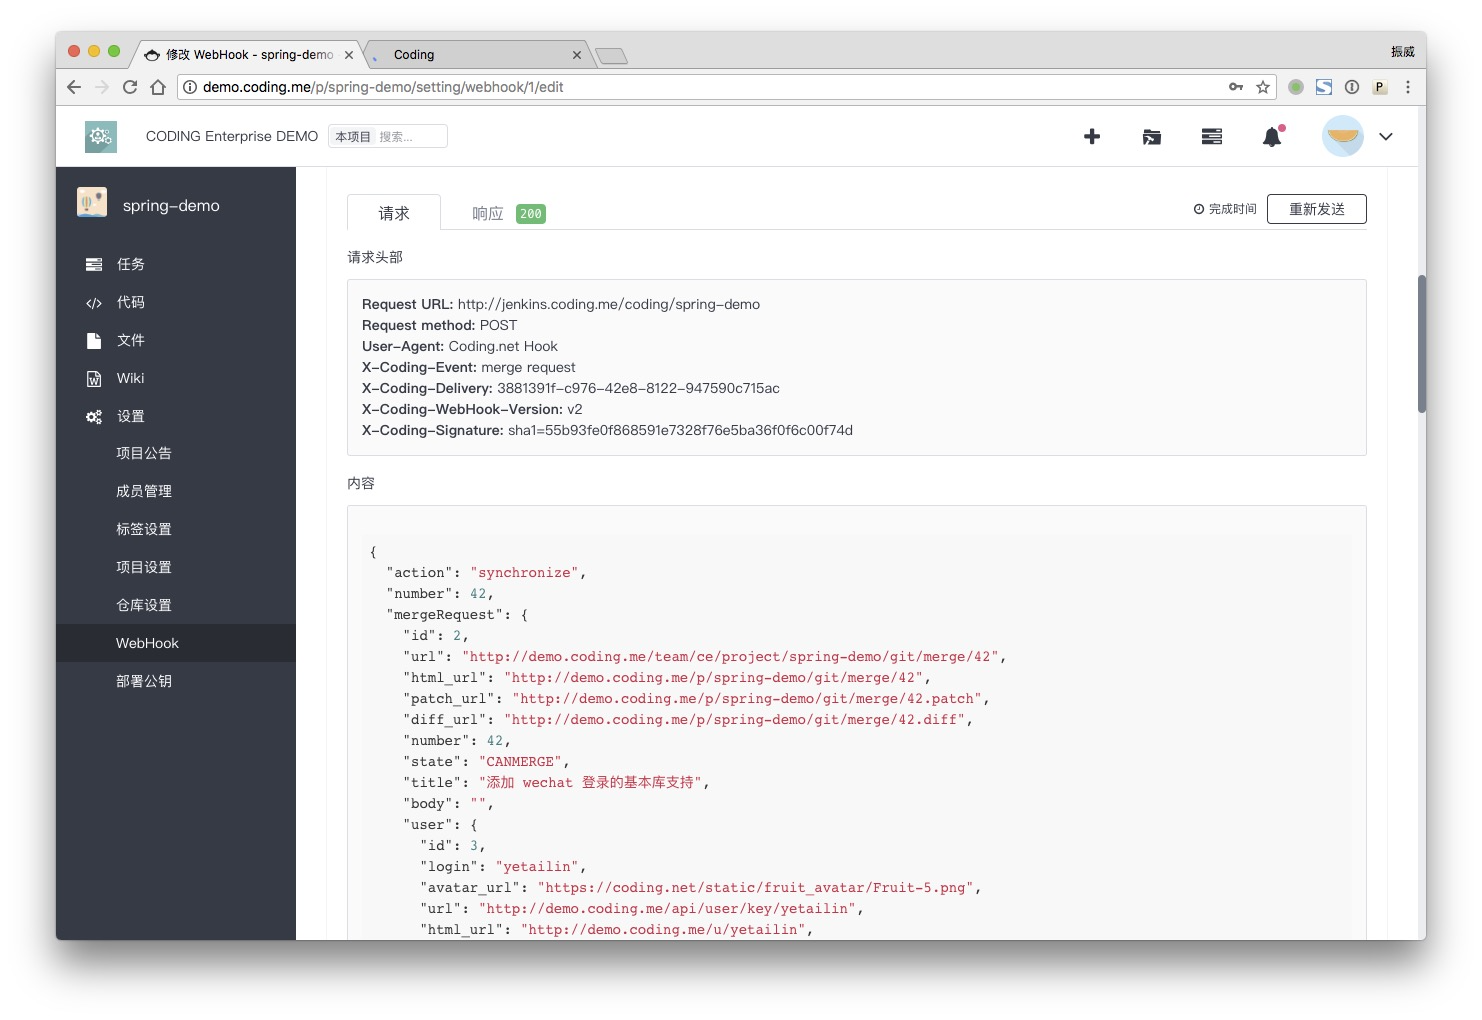 修改 WebHook - spring-demo
Coding
振威
demo.coding.me/p/spring-demo/setting/webhook/1/edit
CODING Enterprise DEMO
本项目 搜索...
spring-demo
任务
代码
文件
Wiki
设置
项目公告
成员管理
标签设置
项目设置
仓库设置
WebHook
部署公钥
请求
响应 200
完成时间
重新发送
请求头部
Request URL: http://jenkins.coding.me/coding/spring-demo
Request method: POST
User-Agent: Coding.net Hook
X-Coding-Event: merge request
X-Coding-Delivery: 3881391f-c976-42e8-8122-947590c715ac
X-Coding-WebHook-Version: v2
X-Coding-Signature: sha1=55b93fe0f868591e7328f76e5ba36f0f6c00f74d
内容
{
"action": "synchronize",
"number": 42,
"mergeRequest": {
"id": 2,
"url": "http://demo.coding.me/team/ce/project/spring-demo/git/merge/42",
"html_url": "http://demo.coding.me/p/spring-demo/git/merge/42",
"patch_url": "http://demo.coding.me/p/spring-demo/git/merge/42.patch",
"diff_url": "http://demo.coding.me/p/spring-demo/git/merge/42.diff",
"number": 42,
"state": "CANMERGE",
"title": "添加 wechat 登录的基本库支持",
"body": "",
"user": {
"id": 3,
"login": "yetailin",
"avatar_url": "https://coding.net/static/fruit_avatar/Fruit-5.png",
"url": "http://demo.coding.me/api/user/key/yetailin",
"html_url": "http://demo.coding.me/u/yetailin",